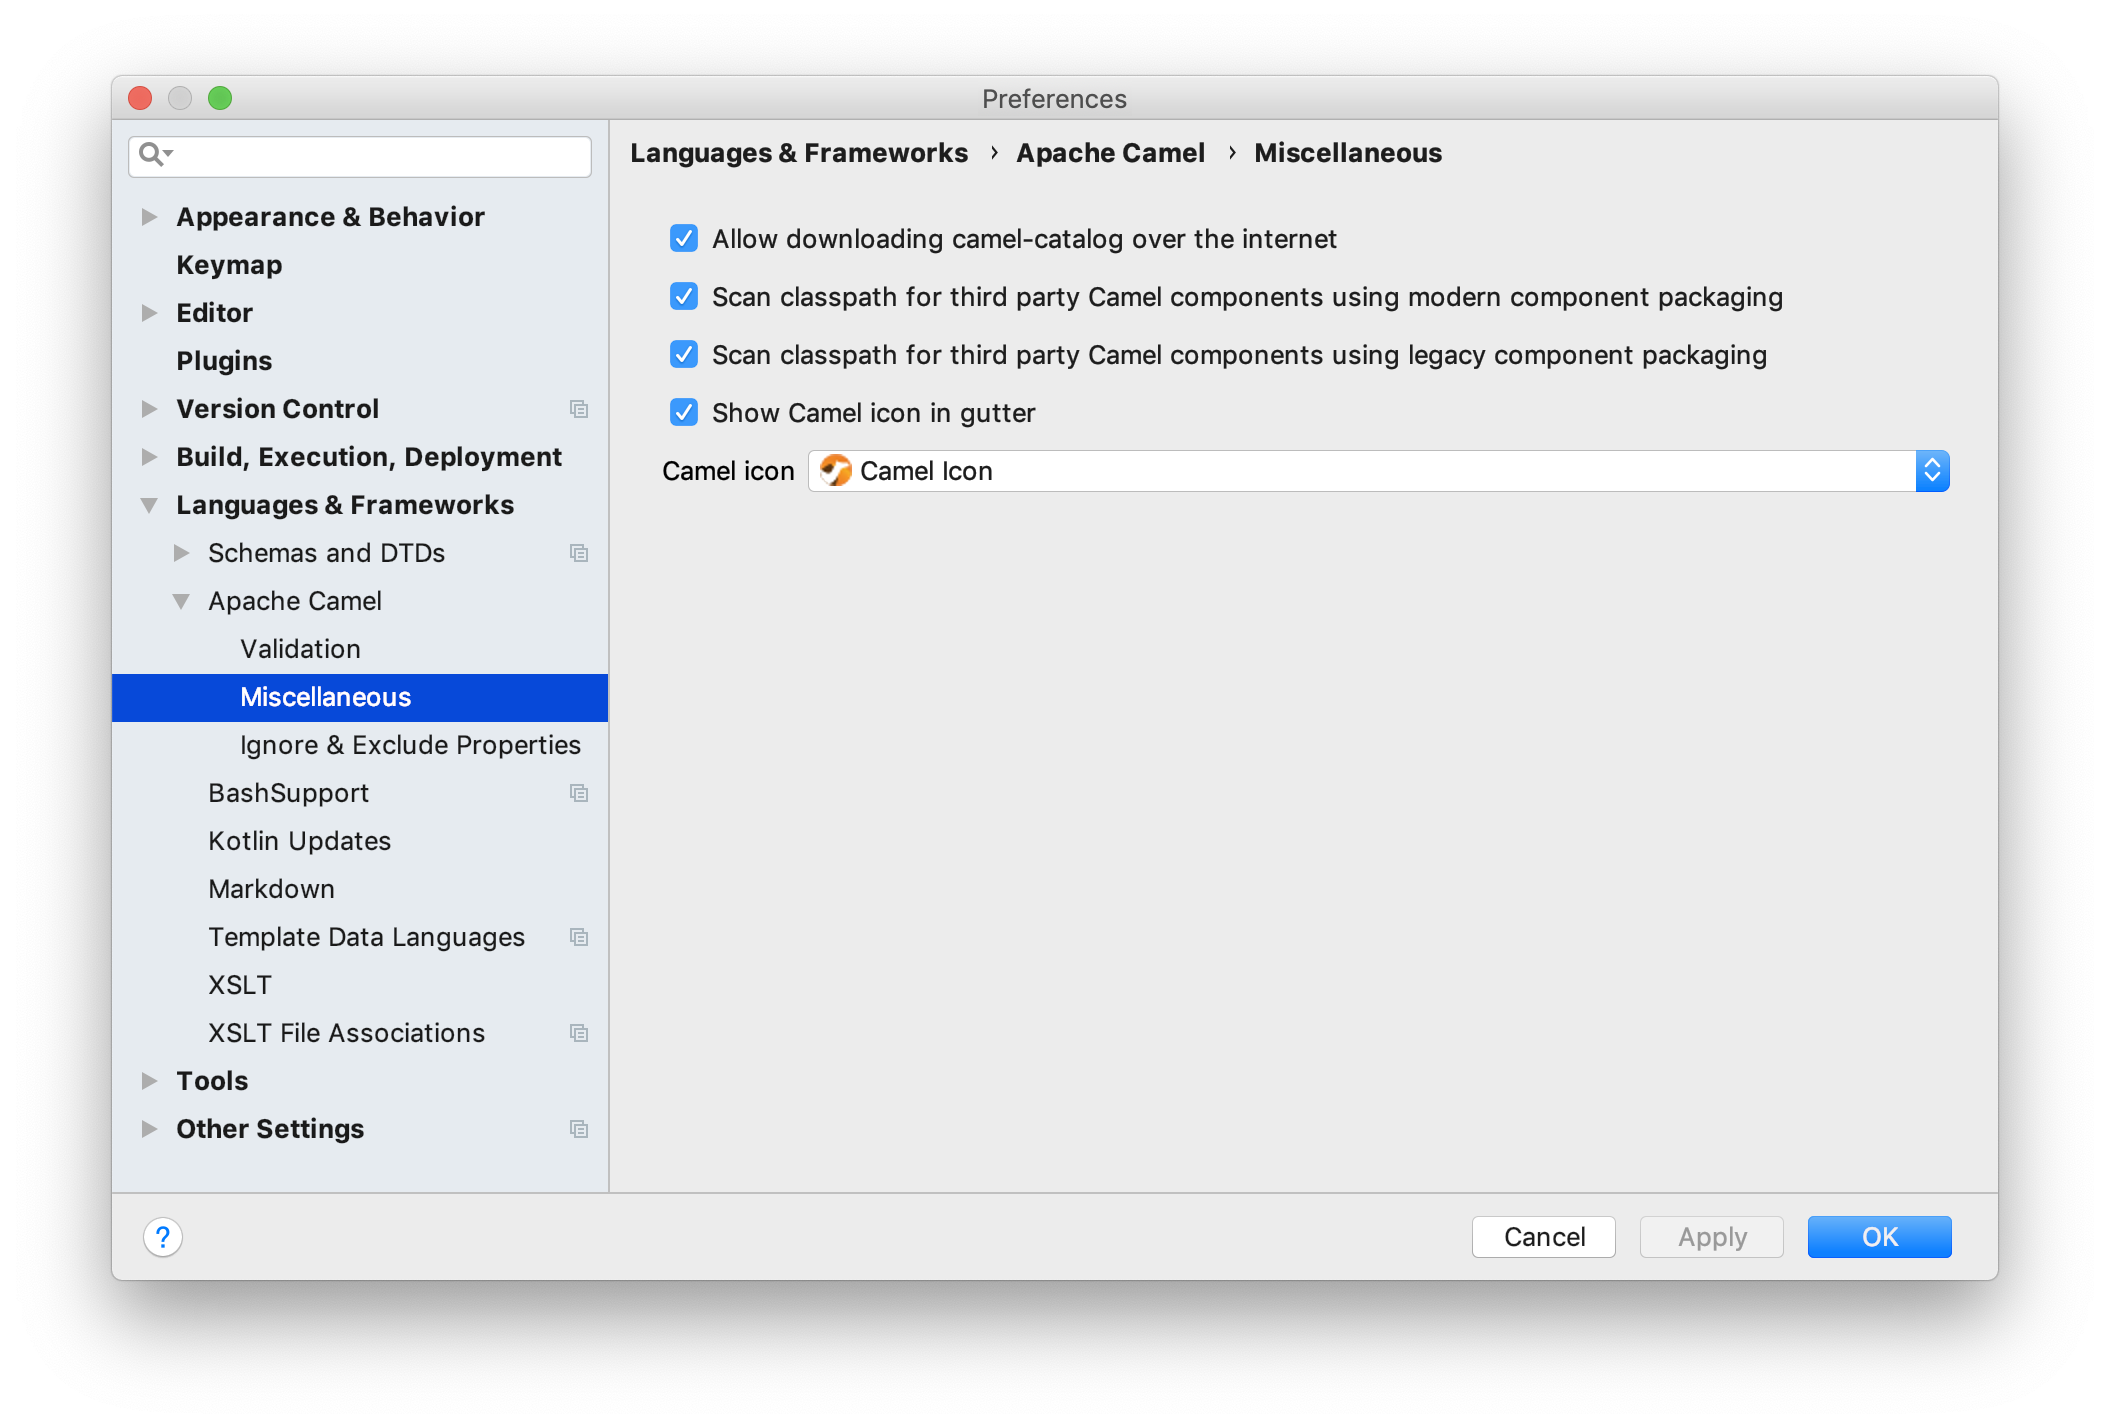 Preferences
Appearance & Behavior
Keymap
Editor
Plugins
Version Control
Build, Execution, Deployment
Languages & Frameworks
Schemas and DTDs
Apache Camel
Validation
Miscellaneous
Ignore & Exclude Properties
BashSupport
Kotlin Updates
Markdown
Template Data Languages
XSLT
XSLT File Associations
Tools
Other Settings
Languages & Frameworks › Apache Camel › Miscellaneous
Allow downloading camel-catalog over the internet
Scan classpath for third party Camel components using modern component packaging
Scan classpath for third party Camel components using legacy component packaging
Show Camel icon in gutter
Camel icon Camel Icon
? Cancel Apply OK